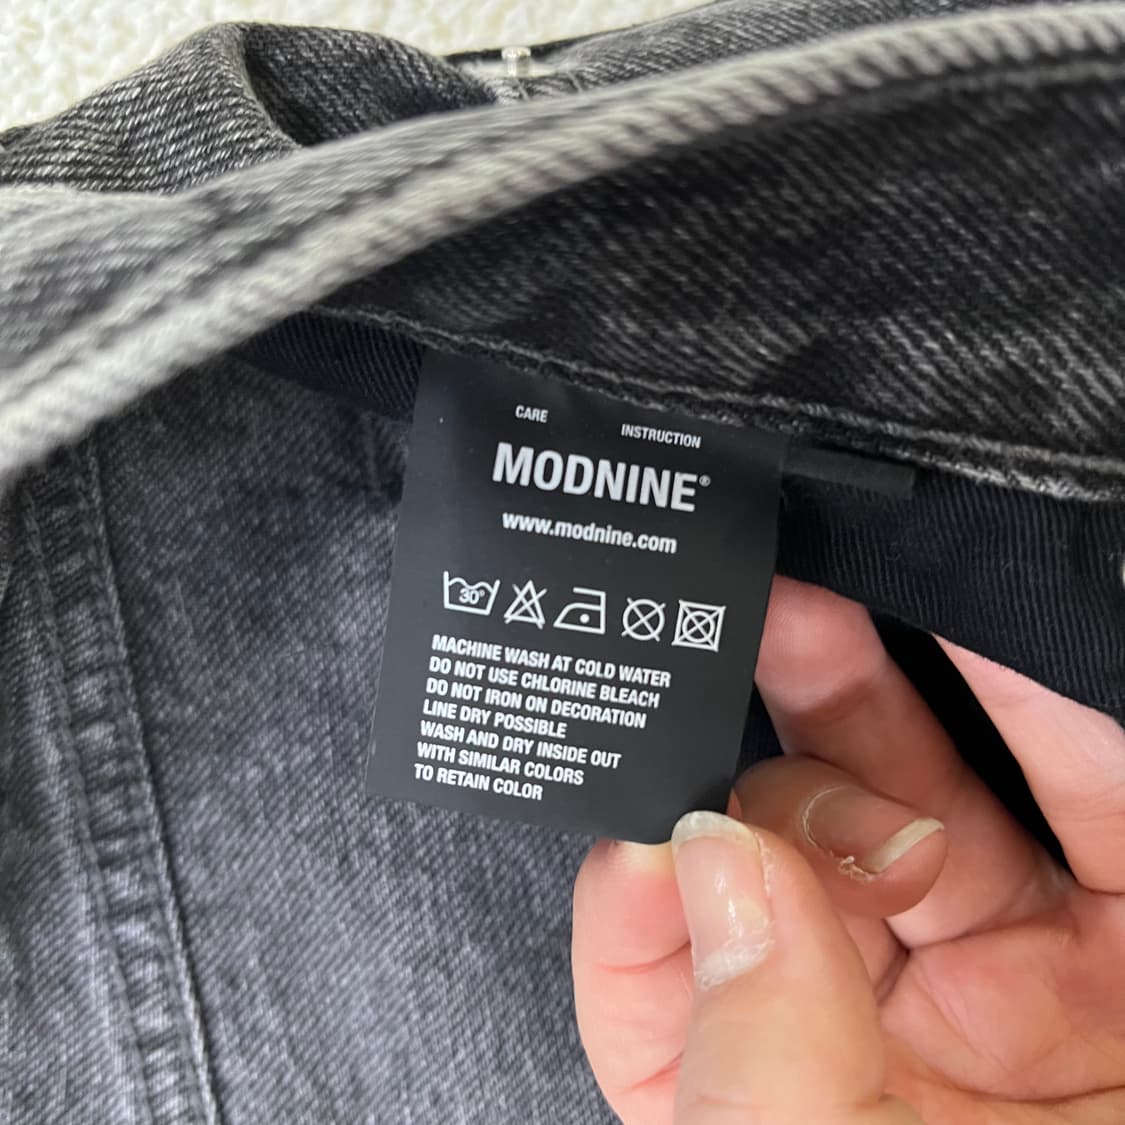 CARE INSTRUCTION
MODNINE®
www.modnine.com
30°
MACHINE WASH AT COLD WATER
DO NOT USE CHLORINE BLEACH
DO NOT IRON ON DECORATION
LINE DRY POSSIBLE
WASH AND DRY INSIDE OUT
WITH SIMILAR COLORS
TO RETAIN COLOR